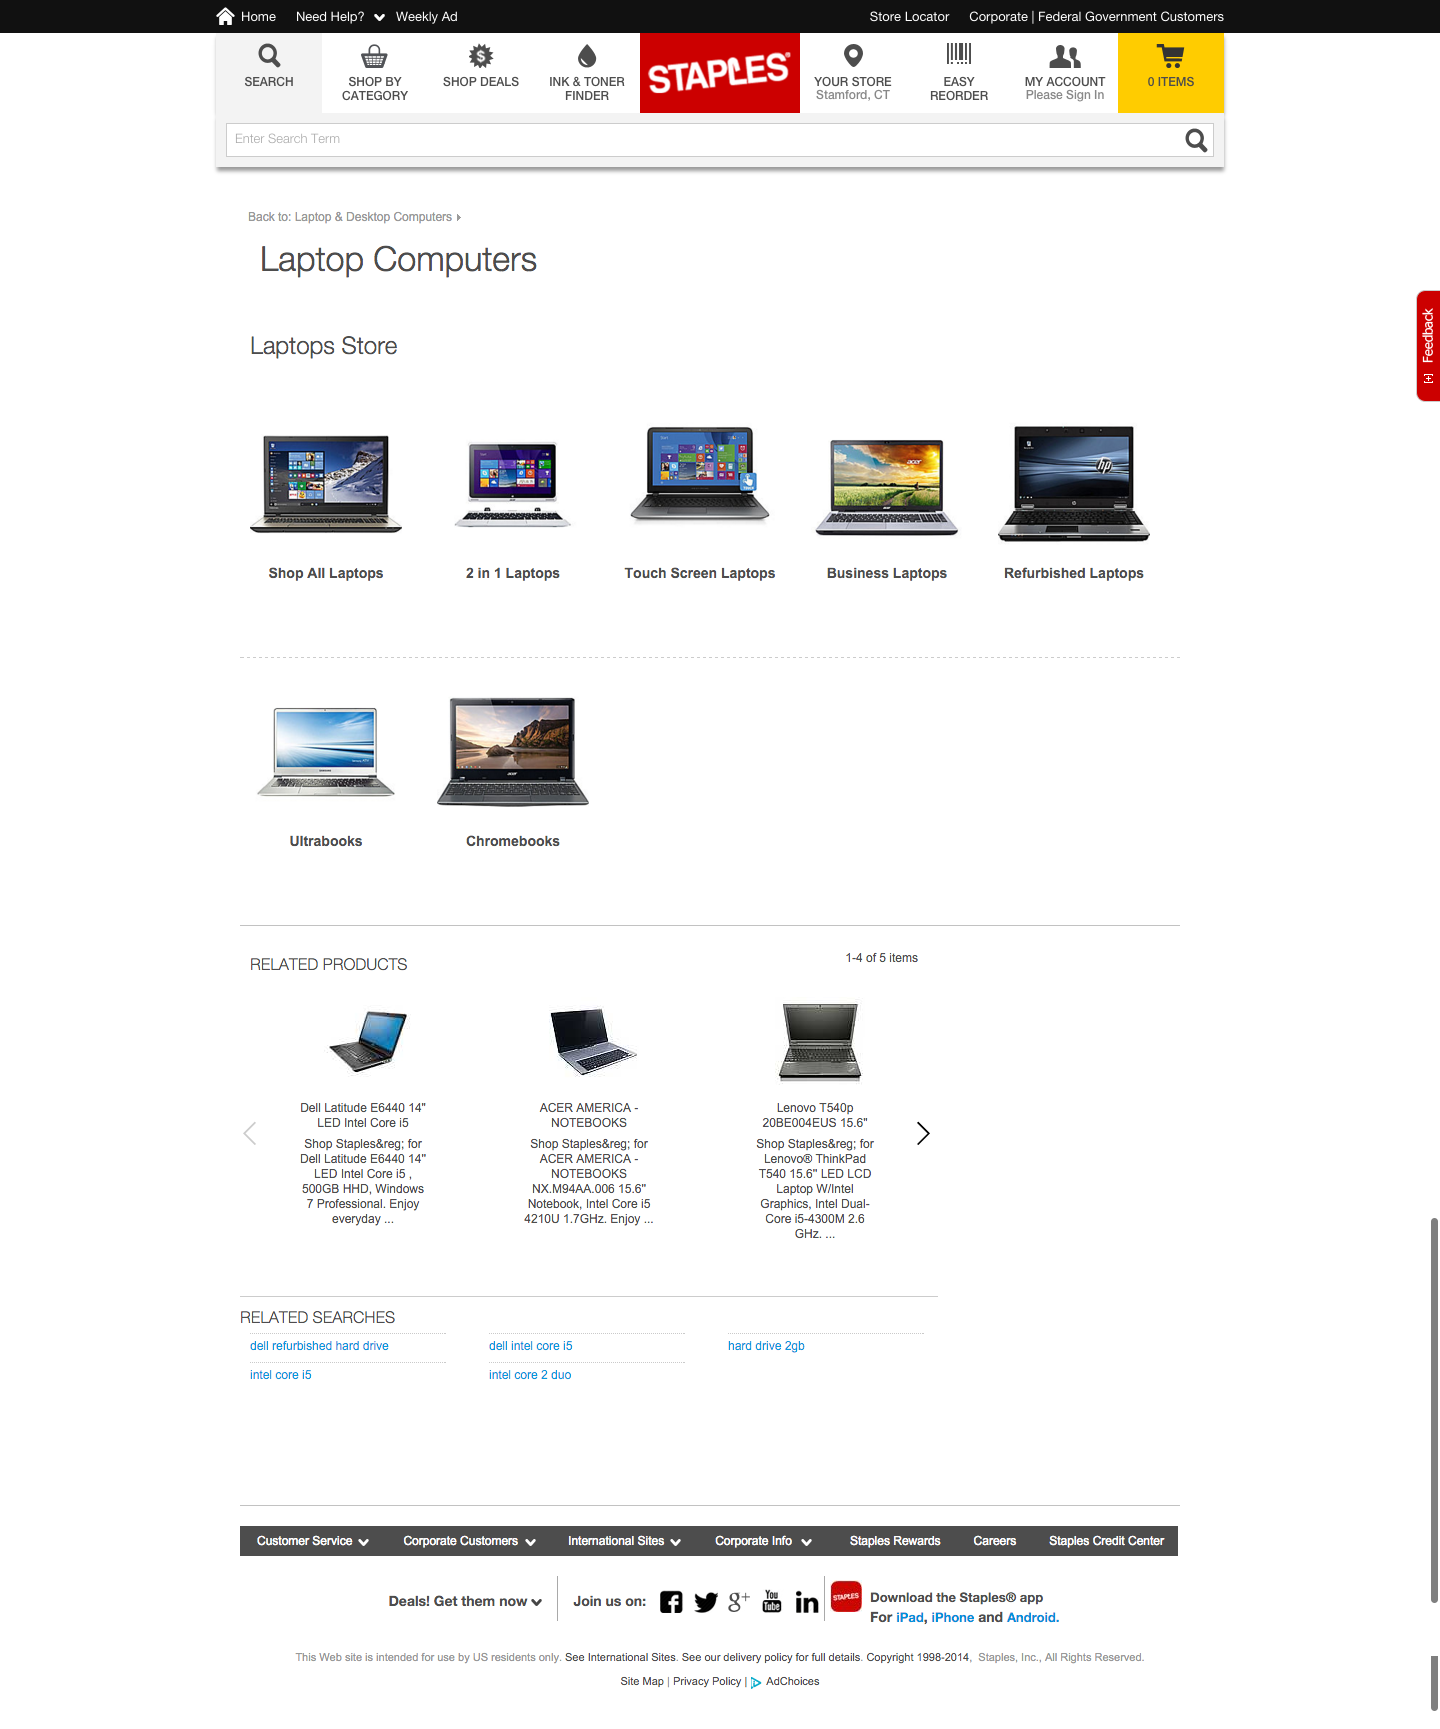 Home Need Help? Weekly Ad Store Locator Corporate | Federal Government Customers
SEARCH
SHOP BY
CATEGORY
SHOP DEALS
INK & TONER
FINDER
STAPLES®
YOUR STORE
Stamford, CT
EASY
REORDER
MY ACCOUNT
Please Sign In
0 ITEMS
Enter Search Term
Back to: Laptop & Desktop Computers
Laptop Computers
Feedback
Laptops Store
Shop All Laptops
2 in 1 Laptops
Touch Screen Laptops
Business Laptops
Refurbished Laptops
Ultrabooks
Chromebooks
RELATED PRODUCTS
1-4 of 5 items
Dell Latitude E6440 14"
LED Intel Core i5
Shop Staples&reg; for
Dell Latitude E6440 14"
LED Intel Core i5 ,
500GB HHD, Windows
7 Professional. Enjoy
everyday ...
ACER AMERICA -
NOTEBOOKS
Shop Staples&reg; for
ACER AMERICA -
NOTEBOOKS
NX.M94AA.006 15.6"
Notebook, Intel Core i5
4210U 1.7GHz. Enjoy ...
Lenovo T540p
20BE004EUS 15.6"
Shop Staples&reg; for
Lenovo® ThinkPad
T540 15.6" LED LCD
Laptop W/Intel
Graphics, Intel Dual-
Core i5-4300M 2.6
GHz. ...
RELATED SEARCHES
dell refurbished hard drive
dell intel core i5
hard drive 2gb
intel core i5
intel core 2 duo
Customer Service Corporate Customers International Sites Corporate Info Staples Rewards Careers Staples Credit Center
Deals! Get them now
Join us on:
You
Tube
STAPLES
Download the Staples® app
For iPad, iPhone and Android.
This Web site is intended for use by US residents only. See International Sites. See our delivery policy for full details. Copyright 1998-2014, Staples, Inc., All Rights Reserved.
Site Map | Privacy Policy | AdChoices